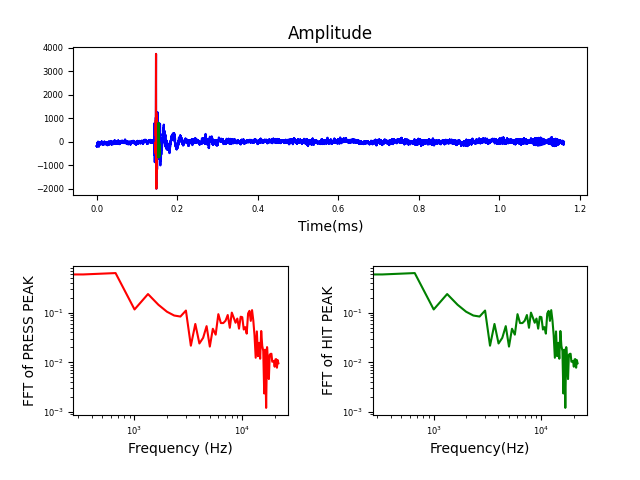 Amplitude
4000
3000
2000
1000
0
−1000
−2000
0.0 0.2 0.4 0.6 0.8 1.0 1.2
Time(ms)
FFT of PRESS PEAK
10⁻¹
10⁻²
10⁻³
10³ 10⁴
Frequency (Hz)
FFT of HIT PEAK
10⁻¹
10⁻²
10⁻³
10³ 10⁴
Frequency(Hz)